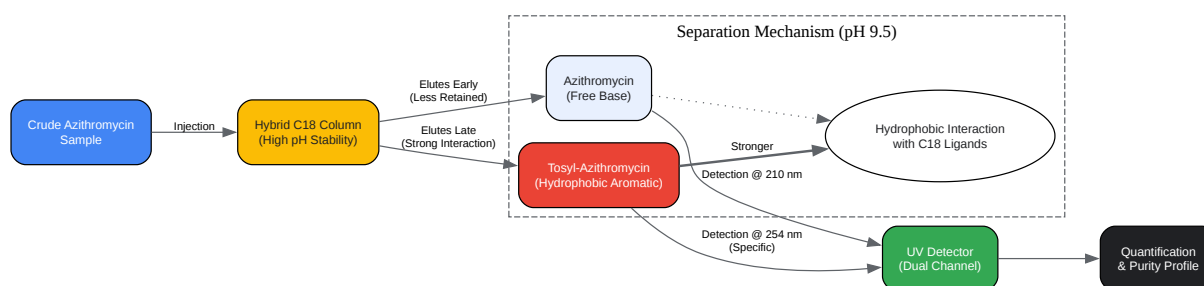 Separation Mechanism (pH 9.5)
Crude Azithromycin
Sample
Injection
Hybrid C18 Column
(High pH Stability)
Elutes Early
(Less Retained)
Elutes Late
(Strong Interaction)
Azithromycin
(Free Base)
Tosyl-Azithromycin
(Hydrophobic Aromatic)
Stronger
Hydrophobic Interaction
with C18 Ligands
Detection @ 210 nm
Detection @ 254 nm
(Specific)
UV Detector
(Dual Channel)
Quantification
& Purity Profile